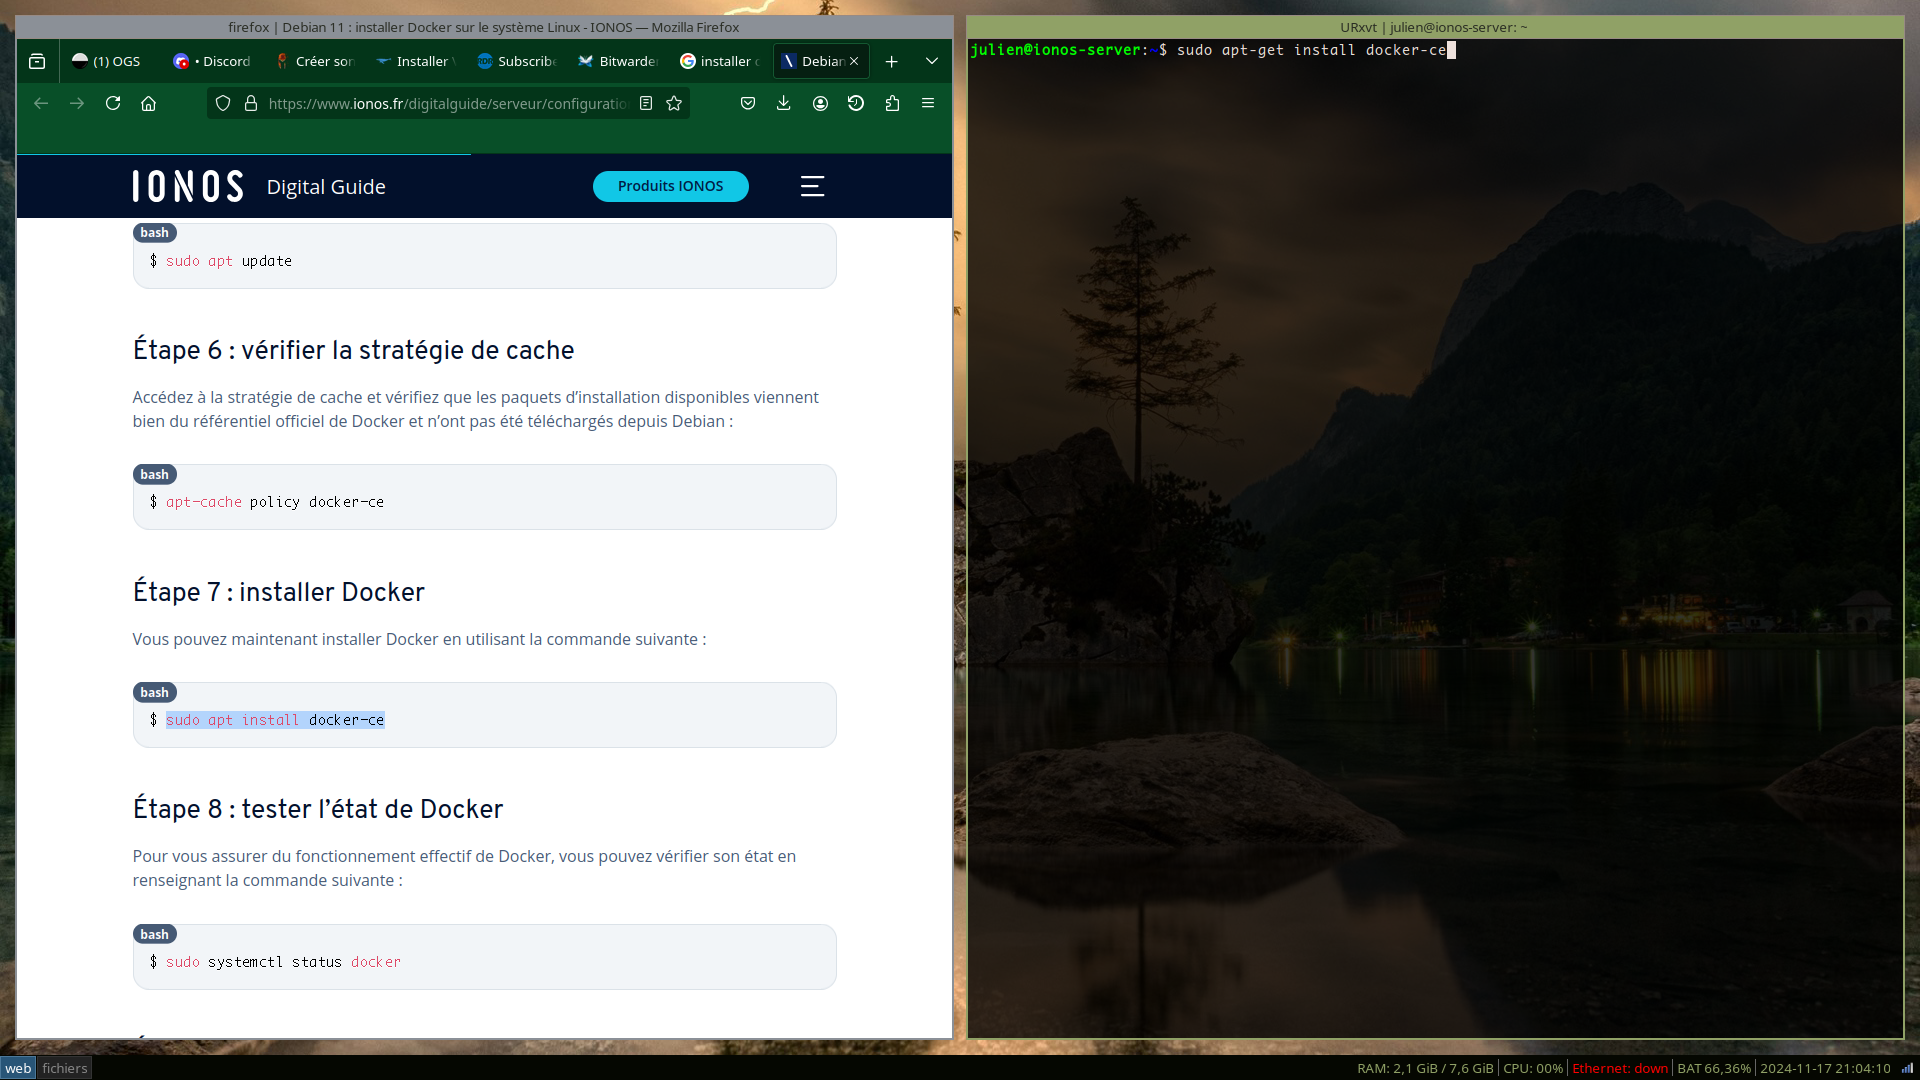 firefox | Debian 11 : installer Docker sur le système Linux - IONOS — Mozilla Firefox
(1) OGS
• Discord
Créer son
Installer
Subscribe
Bitwarde
installer
Debian
https://www.ionos.fr/digitalguide/serveur/configuratio
IONOS Digital Guide
Produits IONOS
bash
$ sudo apt update
Étape 6 : vérifier la stratégie de cache
Accédez à la stratégie de cache et vérifiez que les paquets d’installation disponibles viennent
bien du référentiel officiel de Docker et n’ont pas été téléchargés depuis Debian :
bash
$ apt-cache policy docker-ce
Étape 7 : installer Docker
Vous pouvez maintenant installer Docker en utilisant la commande suivante :
bash
$ sudo apt install docker-ce
Étape 8 : tester l’état de Docker
Pour vous assurer du fonctionnement effectif de Docker, vous pouvez vérifier son état en
renseignant la commande suivante :
bash
$ sudo systemctl status docker
URxvt | julien@ionos-server: ~
julien@ionos-server:~$ sudo apt-get install docker-ce
web
fichiers
RAM: 2,1 GiB / 7,6 GiB | CPU: 00% | Ethernet: down | BAT 66,36% | 2024-11-17 21:04:10